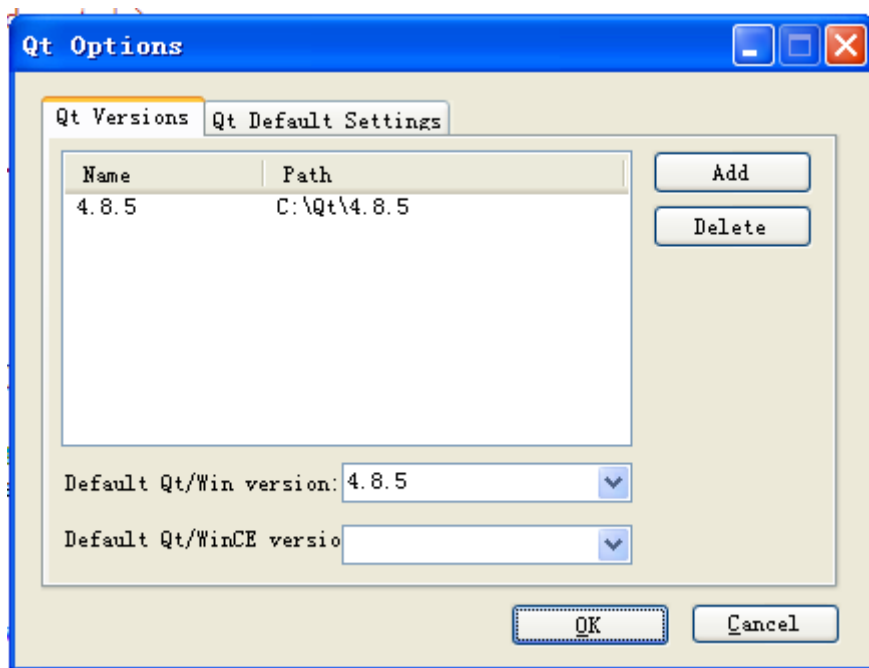 Qt Options
Qt Versions Qt Default Settings
Name Path Add
4.8.5 C:\Qt\4.8.5
Delete
Default Qt/Win version: 4.8.5
Default Qt/WinCE versio
OK Cancel